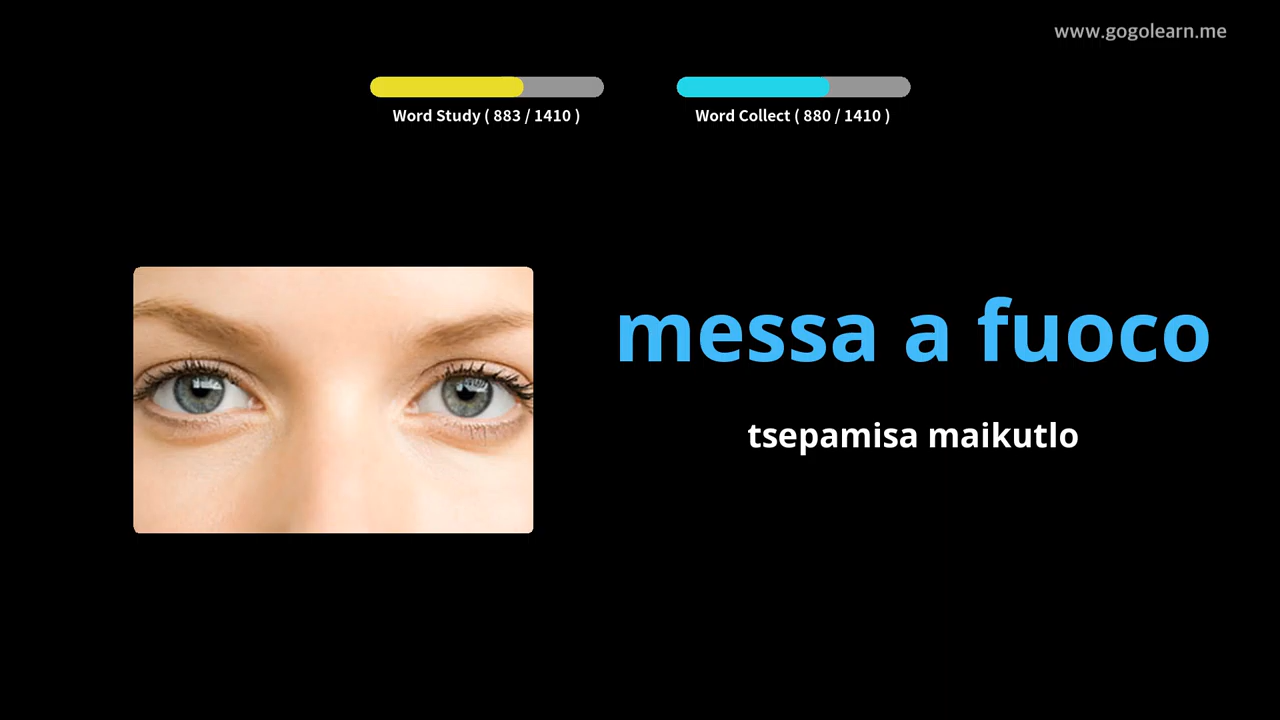 www.gogolearn.me
Word Study ( 883 / 1410 )
Word Collect ( 880 / 1410 )
messa a fuoco
tsepamisa maikutlo